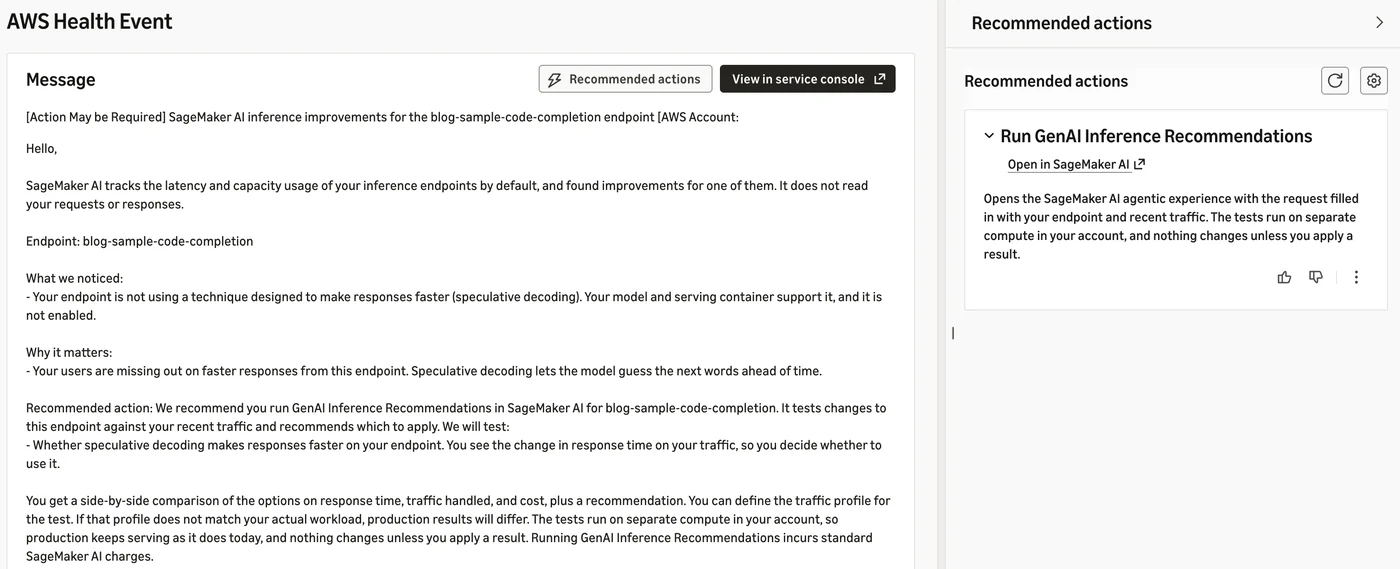 AWS Health Event
Message
Recommended actions
View in service console
[Action May be Required] SageMaker AI inference improvements for the blog-sample-code-completion endpoint [AWS Account:
Hello,
SageMaker AI tracks the latency and capacity usage of your inference endpoints by default, and found improvements for one of them. It does not read
your requests or responses.
Endpoint: blog-sample-code-completion
What we noticed:
- Your endpoint is not using a technique designed to make responses faster (speculative decoding). Your model and serving container support it, and it is
not enabled.
Why it matters:
- Your users are missing out on faster responses from this endpoint. Speculative decoding lets the model guess the next words ahead of time.
Recommended action: We recommend you run GenAI Inference Recommendations in SageMaker AI for blog-sample-code-completion. It tests changes to
this endpoint against your recent traffic and recommends which to apply. We will test:
- Whether speculative decoding makes responses faster on your endpoint. You see the change in response time on your traffic, so you decide whether to
use it.
You get a side-by-side comparison of the options on response time, traffic handled, and cost, plus a recommendation. You can define the traffic profile for
the test. If that profile does not match your actual workload, production results will differ. The tests run on separate compute in your account, so
production keeps serving as it does today, and nothing changes unless you apply a result. Running GenAI Inference Recommendations incurs standard
SageMaker AI charges.
Recommended actions
Recommended actions
Run GenAI Inference Recommendations
Open in SageMaker AI
Opens the SageMaker AI agentic experience with the request filled
in with your endpoint and recent traffic. The tests run on separate
compute in your account, and nothing changes unless you apply a
result.